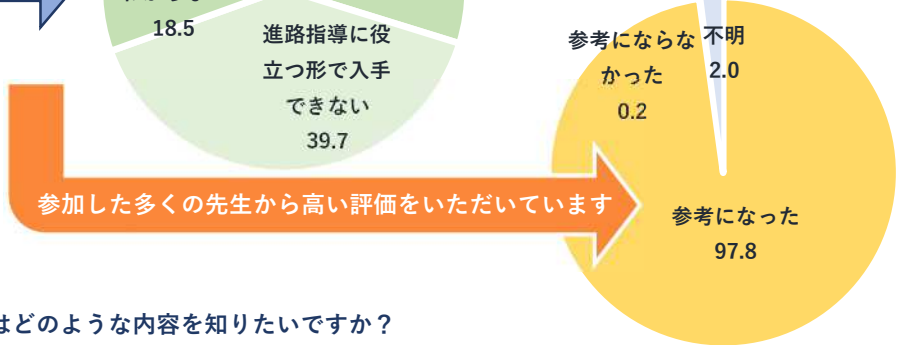 18.5
進路指導に役
立つ形で入手
できない
39.7
参考にならな
かった
0.2
不明
2.0
参加した多くの先生から高い評価をいただいています
参考になった
97.8
はどのような内容を知りたいですか？